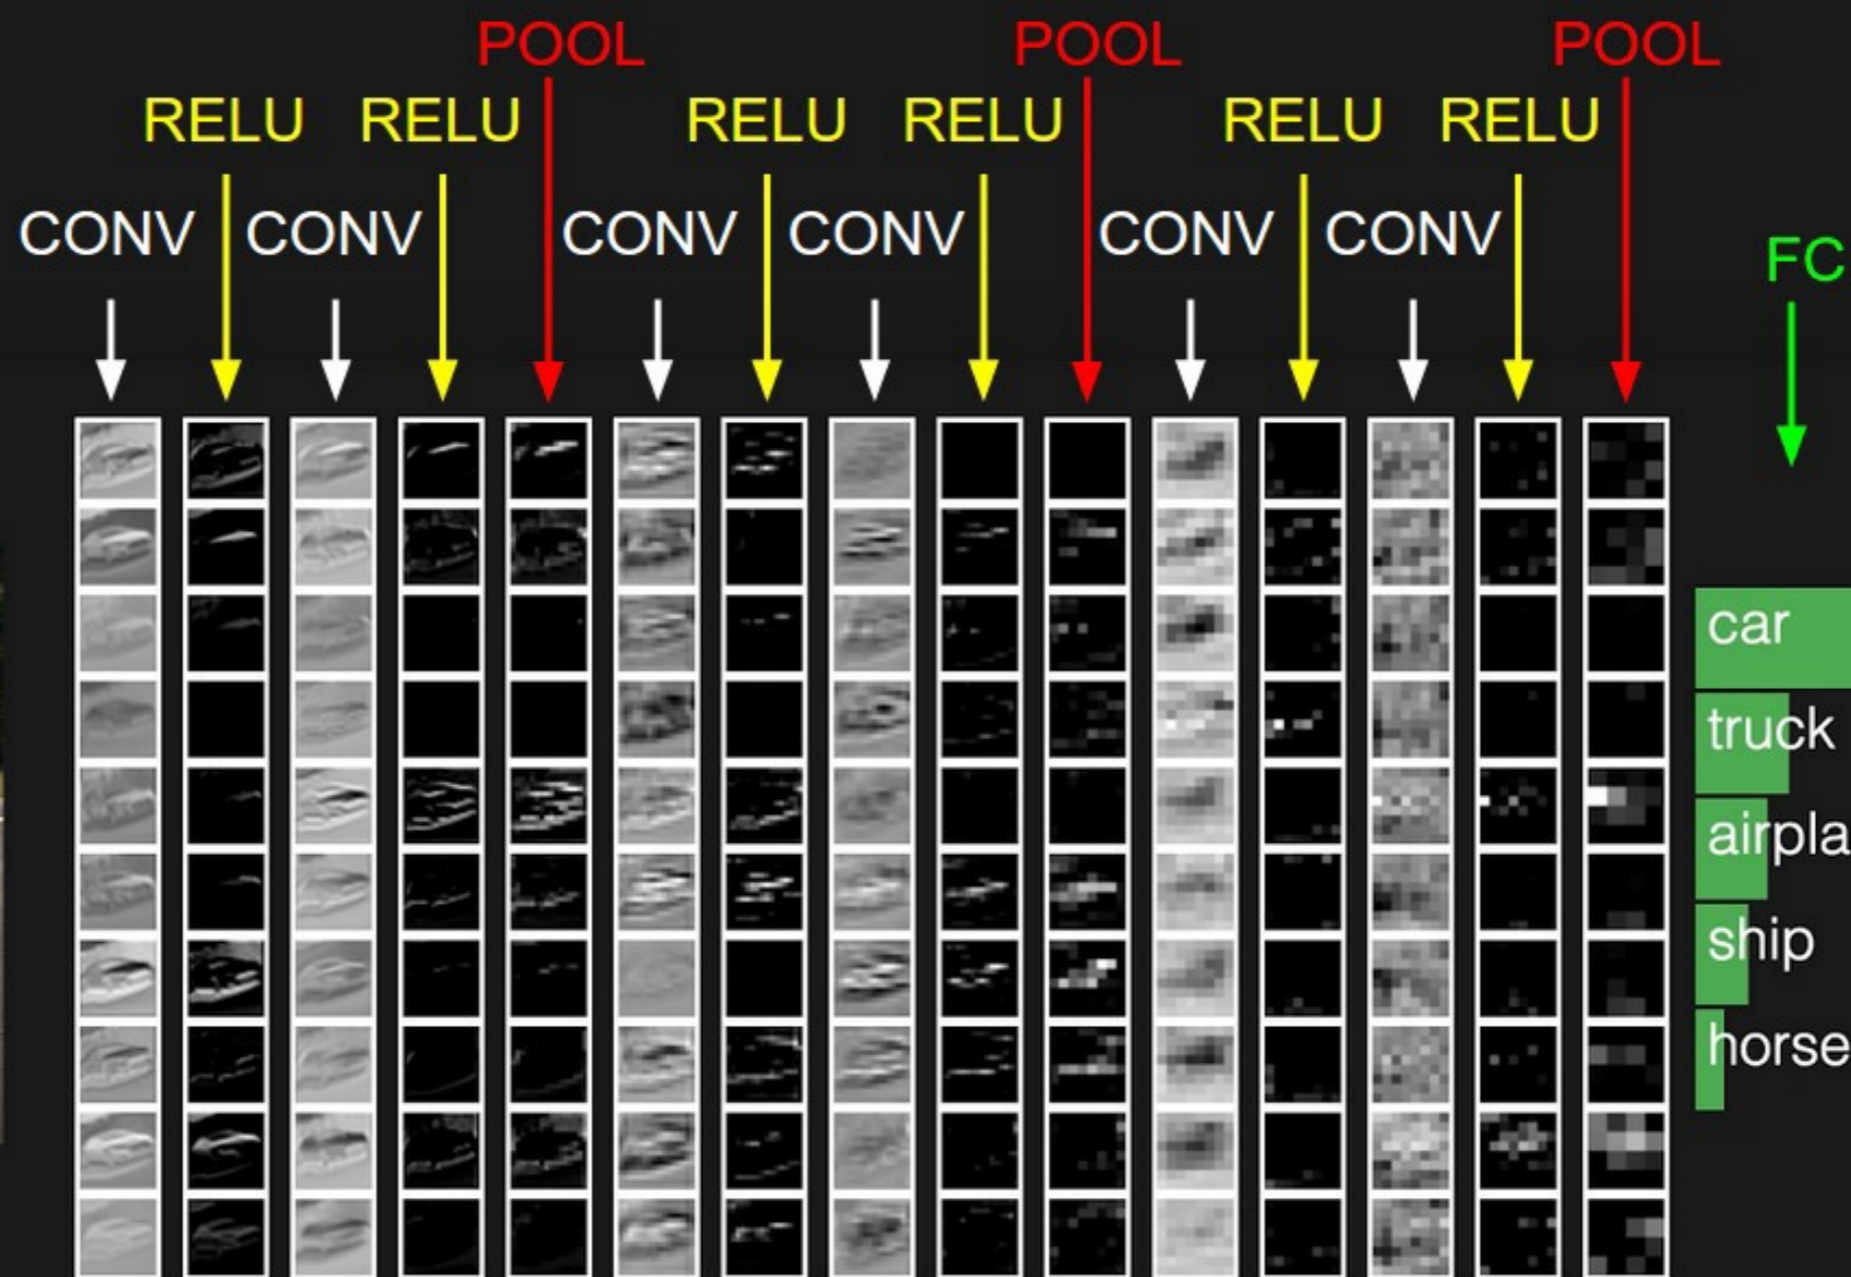 POOL POOL POOL
RELU RELU RELU RELU RELU RELU
CONV CONV CONV CONV CONV CONV
FC
car
truck
airpla
ship
horse